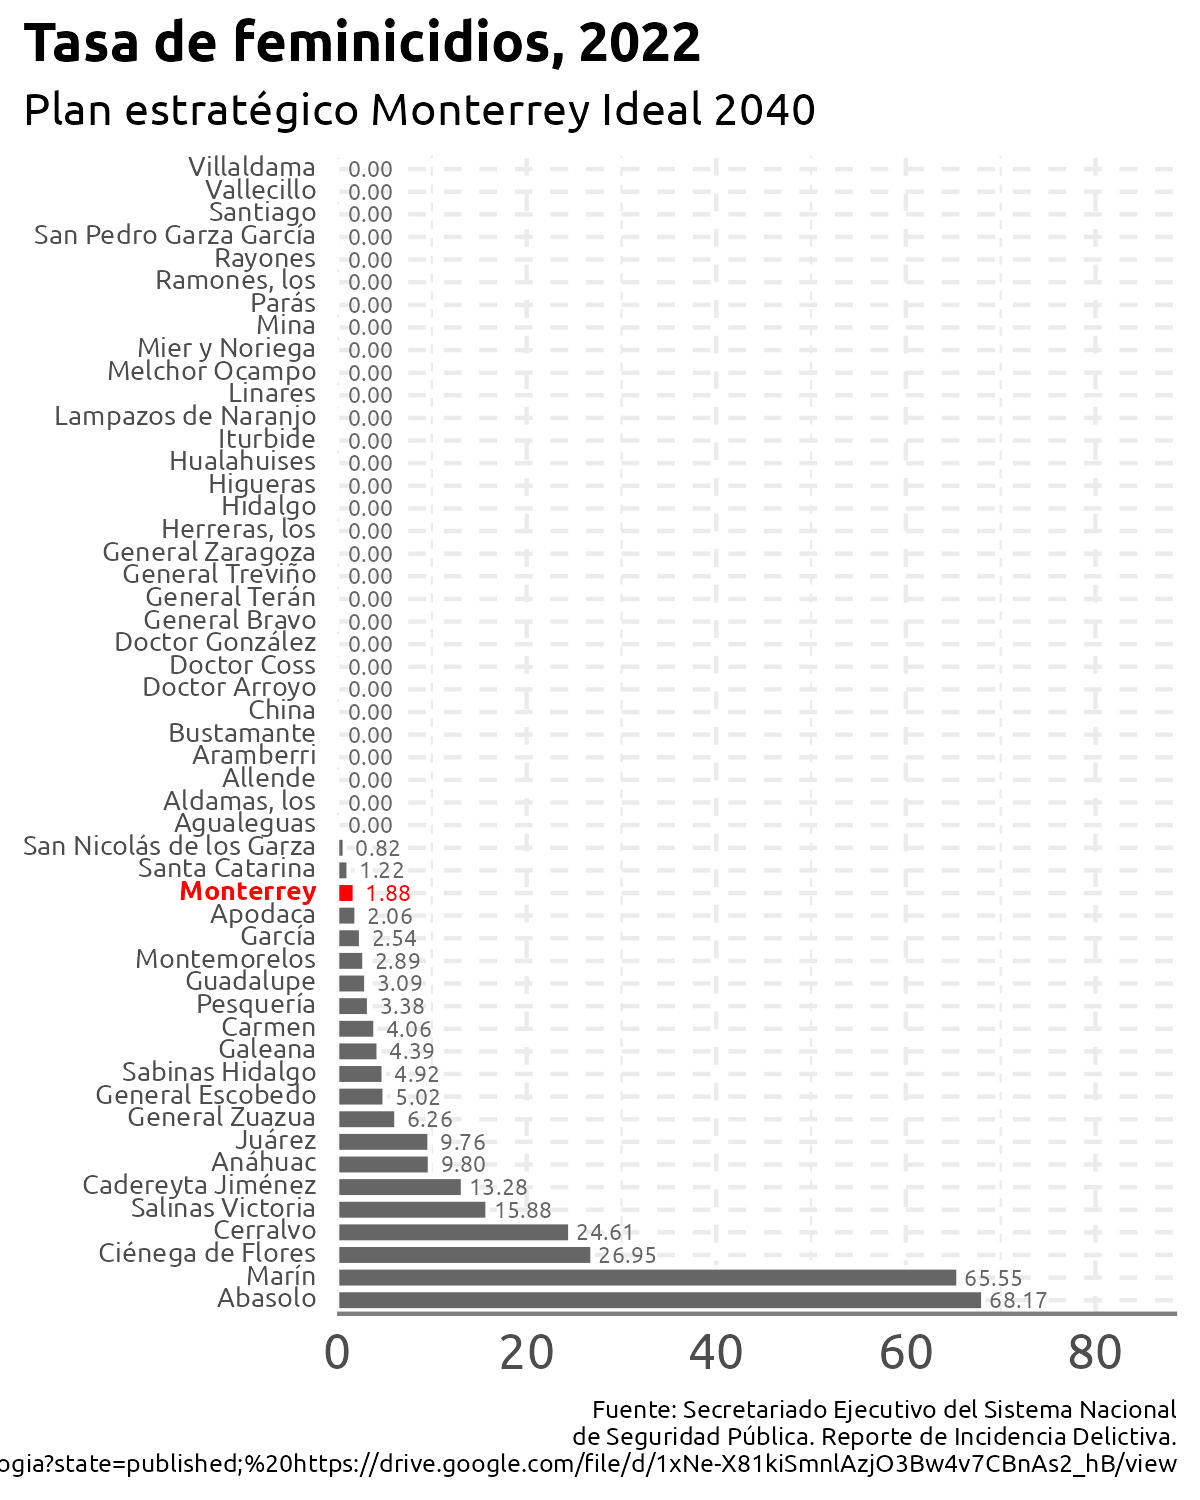 Tasa de feminicidios, 2022
Plan estratégico Monterrey Ideal 2040
Villaldama 0.00
Vallecillo 0.00
Santiago 0.00
San Pedro Garza García 0.00
Rayones 0.00
Ramones, los 0.00
Parás 0.00
Mina 0.00
Mier y Noriega 0.00
Melchor Ocampo 0.00
Linares 0.00
Lampazos de Naranjo 0.00
Iturbide 0.00
Hualahuises 0.00
Higueras 0.00
Hidalgo 0.00
Herreras, los 0.00
General Zaragoza 0.00
General Treviño 0.00
General Terán 0.00
General Bravo 0.00
Doctor González 0.00
Doctor Coss 0.00
Doctor Arroyo 0.00
China 0.00
Bustamante 0.00
Aramberri 0.00
Allende 0.00
Aldamas, los 0.00
Agualeguas 0.00
San Nicolás de los Garza 0.82
Santa Catarina 1.22
Monterrey 1.88
Apodaca 2.06
García 2.54
Montemorelos 2.89
Guadalupe 3.09
Pesquería 3.38
Carmen 4.06
Galeana 4.39
Sabinas Hidalgo 4.92
General Escobedo 5.02
General Zuazua 6.26
Juárez 9.76
Anáhuac 9.80
Cadereyta Jiménez 13.28
Salinas Victoria 15.88
Cerralvo 24.61
Ciénega de Flores 26.95
Marín 65.55
Abasolo 68.17
0 20 40 60 80
Fuente: Secretariado Ejecutivo del Sistema Nacional
de Seguridad Pública. Reporte de Incidencia Delictiva.
ogia?state=published;%20https://drive.google.com/file/d/1xNe-X81kiSmnlAzjO3Bw4v7CBnAs2_hB/view